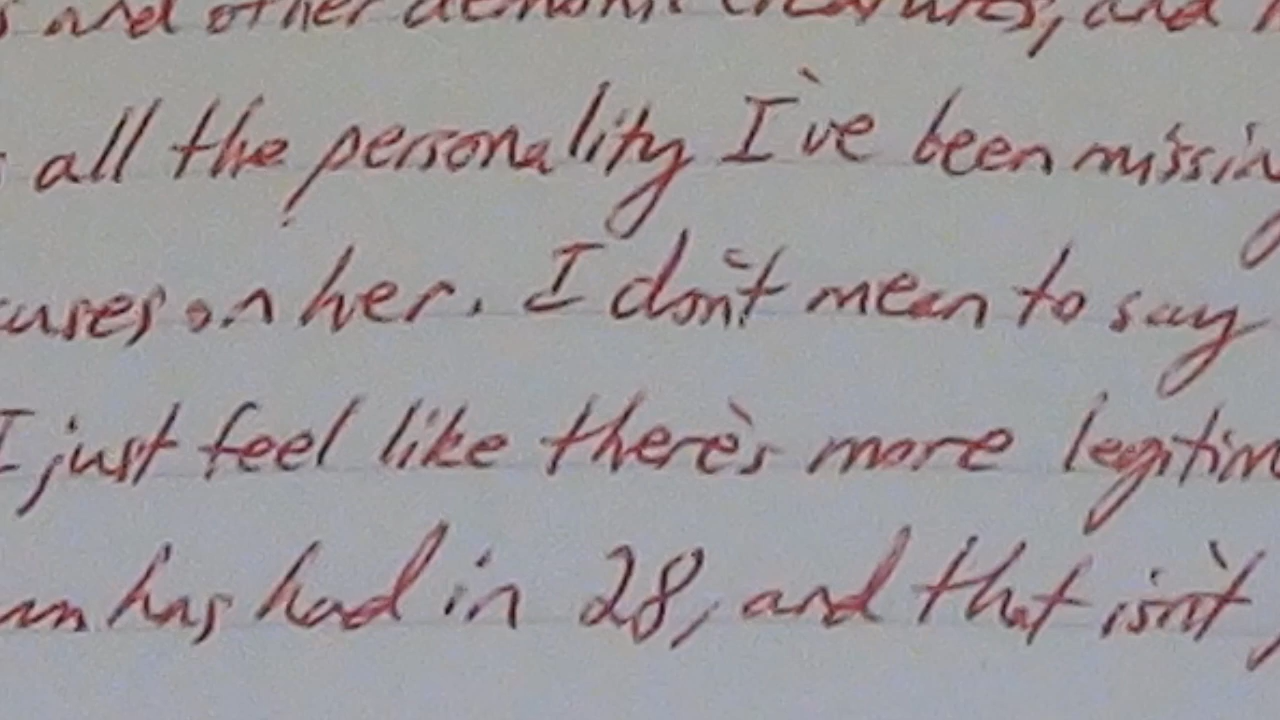 and other demonic creatures, and
all the personality I've been missing
on her. I don't mean to say
I just feel like there's more
has had in 28, and that isn't